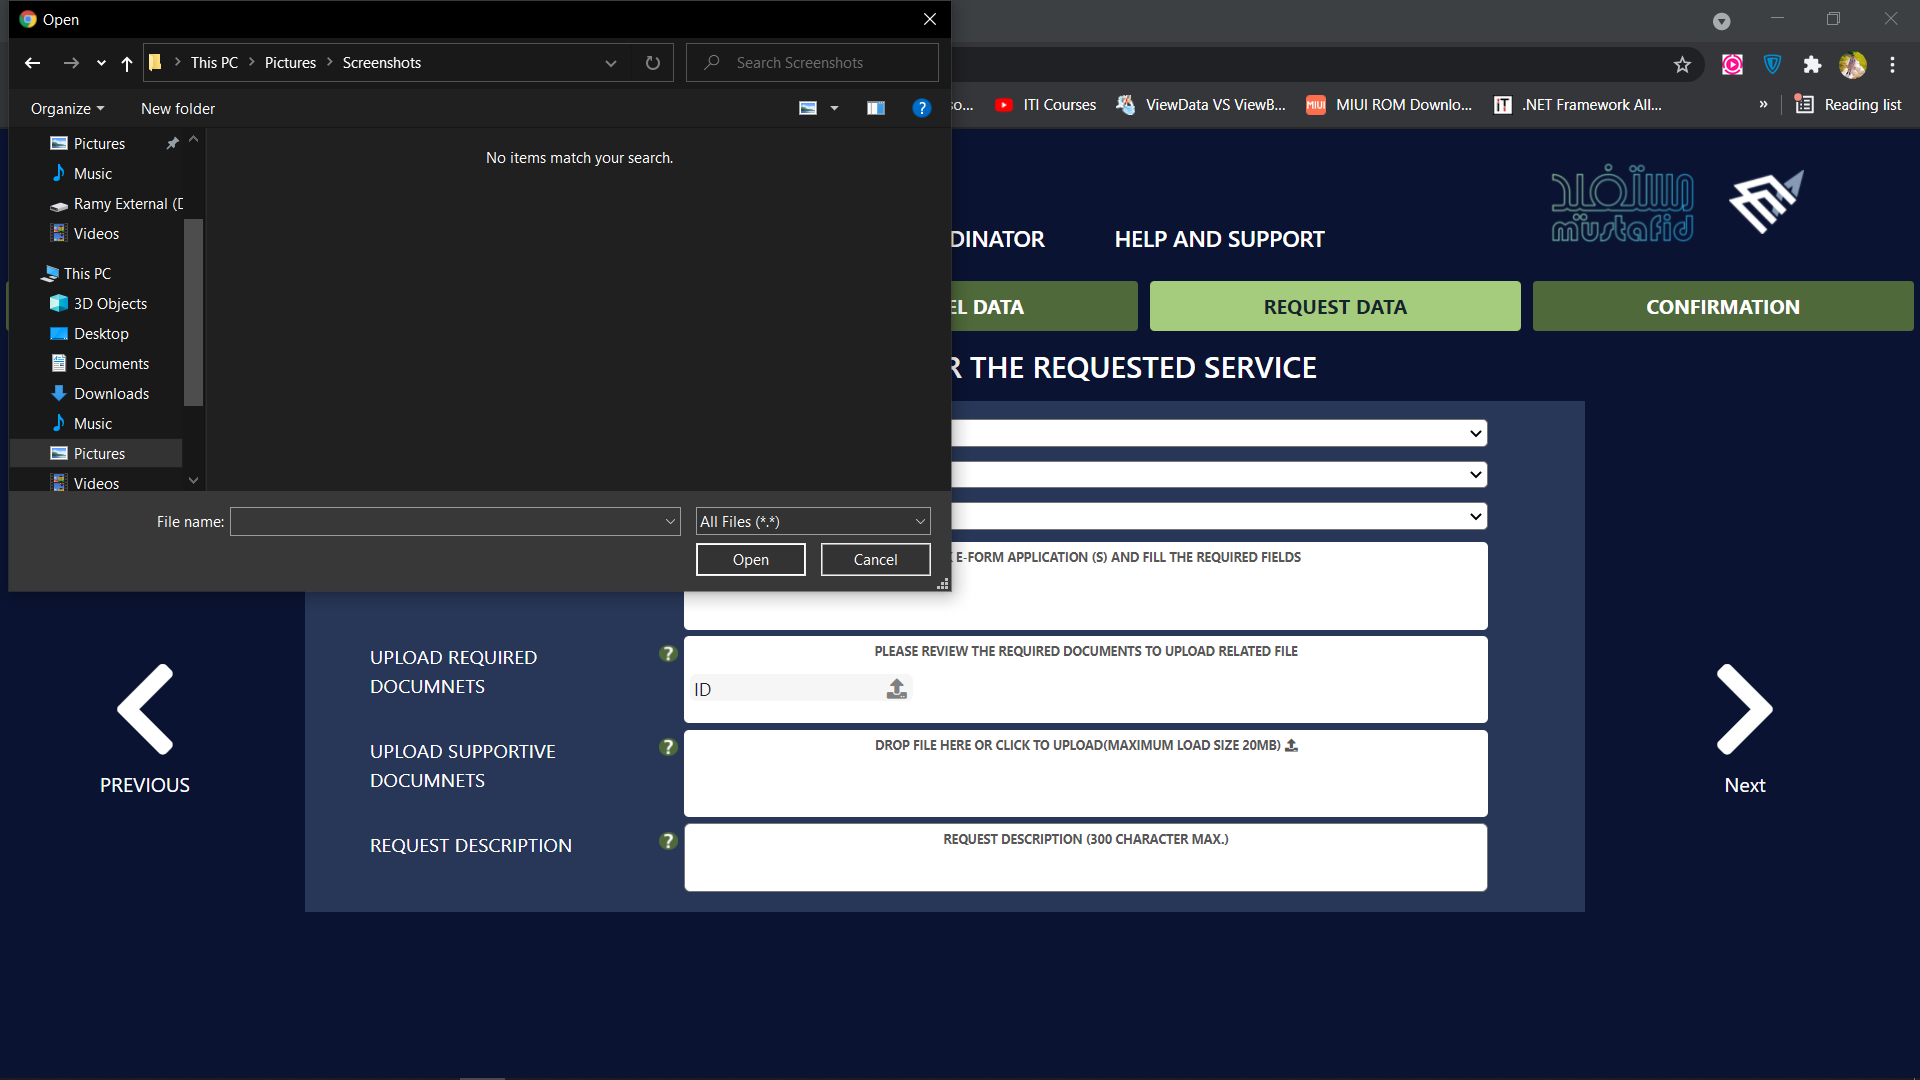 Open
This PC
Pictures
Screenshots
Search Screenshots
Organize
New folder
Pictures
Music
Ramy External (D
Videos
This PC
3D Objects
Desktop
Documents
Downloads
Music
Pictures
Videos
No items match your search.
File name:
All Files (*.*)
Open
Cancel
ITI Courses
ViewData VS ViewB...
MIUI
MIUI ROM Downlo...
iT
.NET Framework All...
»
Reading list
DINATOR
HELP AND SUPPORT
مستفيد
müstafid
EL DATA
REQUEST DATA
CONFIRMATION
R THE REQUESTED SERVICE
E-FORM APPLICATION (S) AND FILL THE REQUIRED FIELDS
UPLOAD REQUIRED
DOCUMNETS
?
PLEASE REVIEW THE REQUIRED DOCUMENTS TO UPLOAD RELATED FILE
ID
UPLOAD SUPPORTIVE
DOCUMNETS
?
DROP FILE HERE OR CLICK TO UPLOAD(MAXIMUM LOAD SIZE 20MB)
REQUEST DESCRIPTION
?
REQUEST DESCRIPTION (300 CHARACTER MAX.)
PREVIOUS
Next